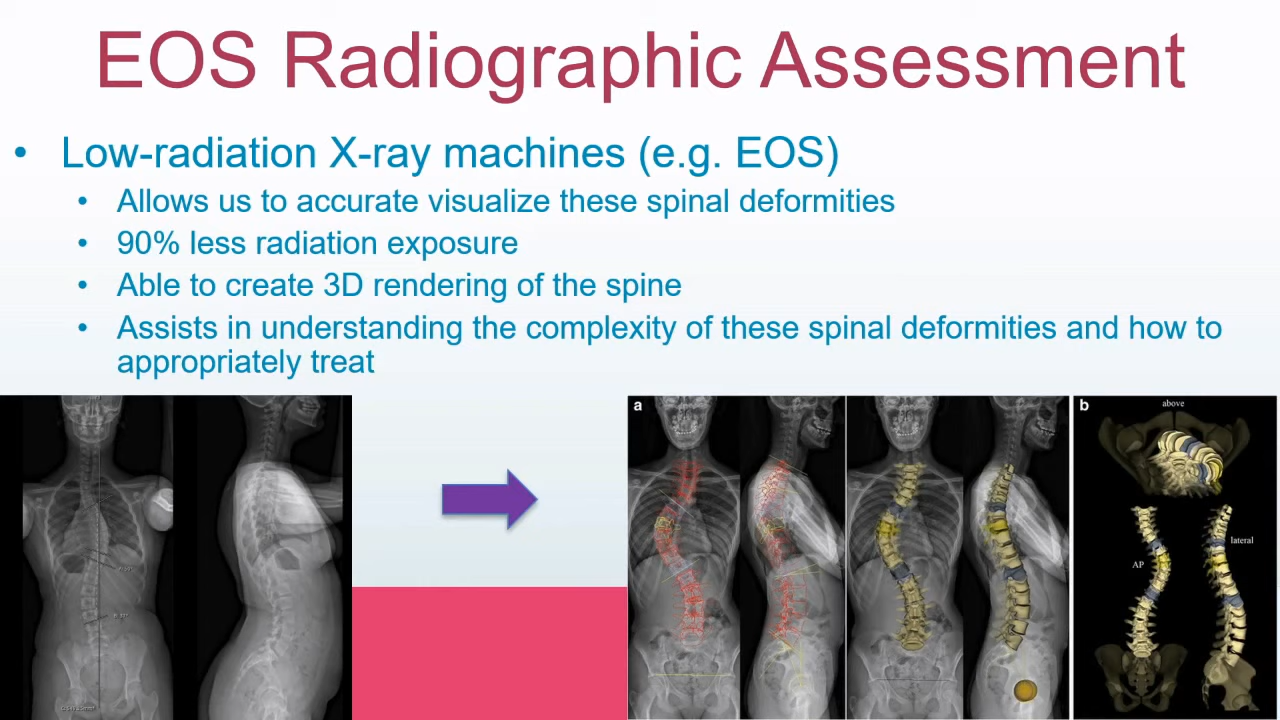 EOS Radiographic Assessment
• Low-radiation X-ray machines (e.g. EOS)
• Allows us to accurate visualize these spinal deformities
• 90% less radiation exposure
• Able to create 3D rendering of the spine
• Assists in understanding the complexity of these spinal deformities and how to
appropriately treat
a
b
above
lateral
AP